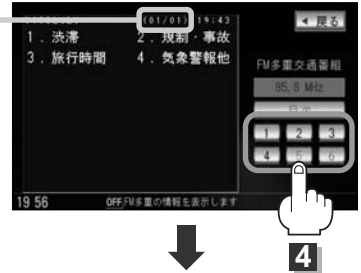 (01/01) 19:43
◀ 戻る
1．渋滞 2．規制・事故
3．旅行時間 4．気象警報他
FM多重交通番組
85.8 MHz
目次
1 2 3
4 5 6
19 56 OFF FM多重の情報を表示します
4